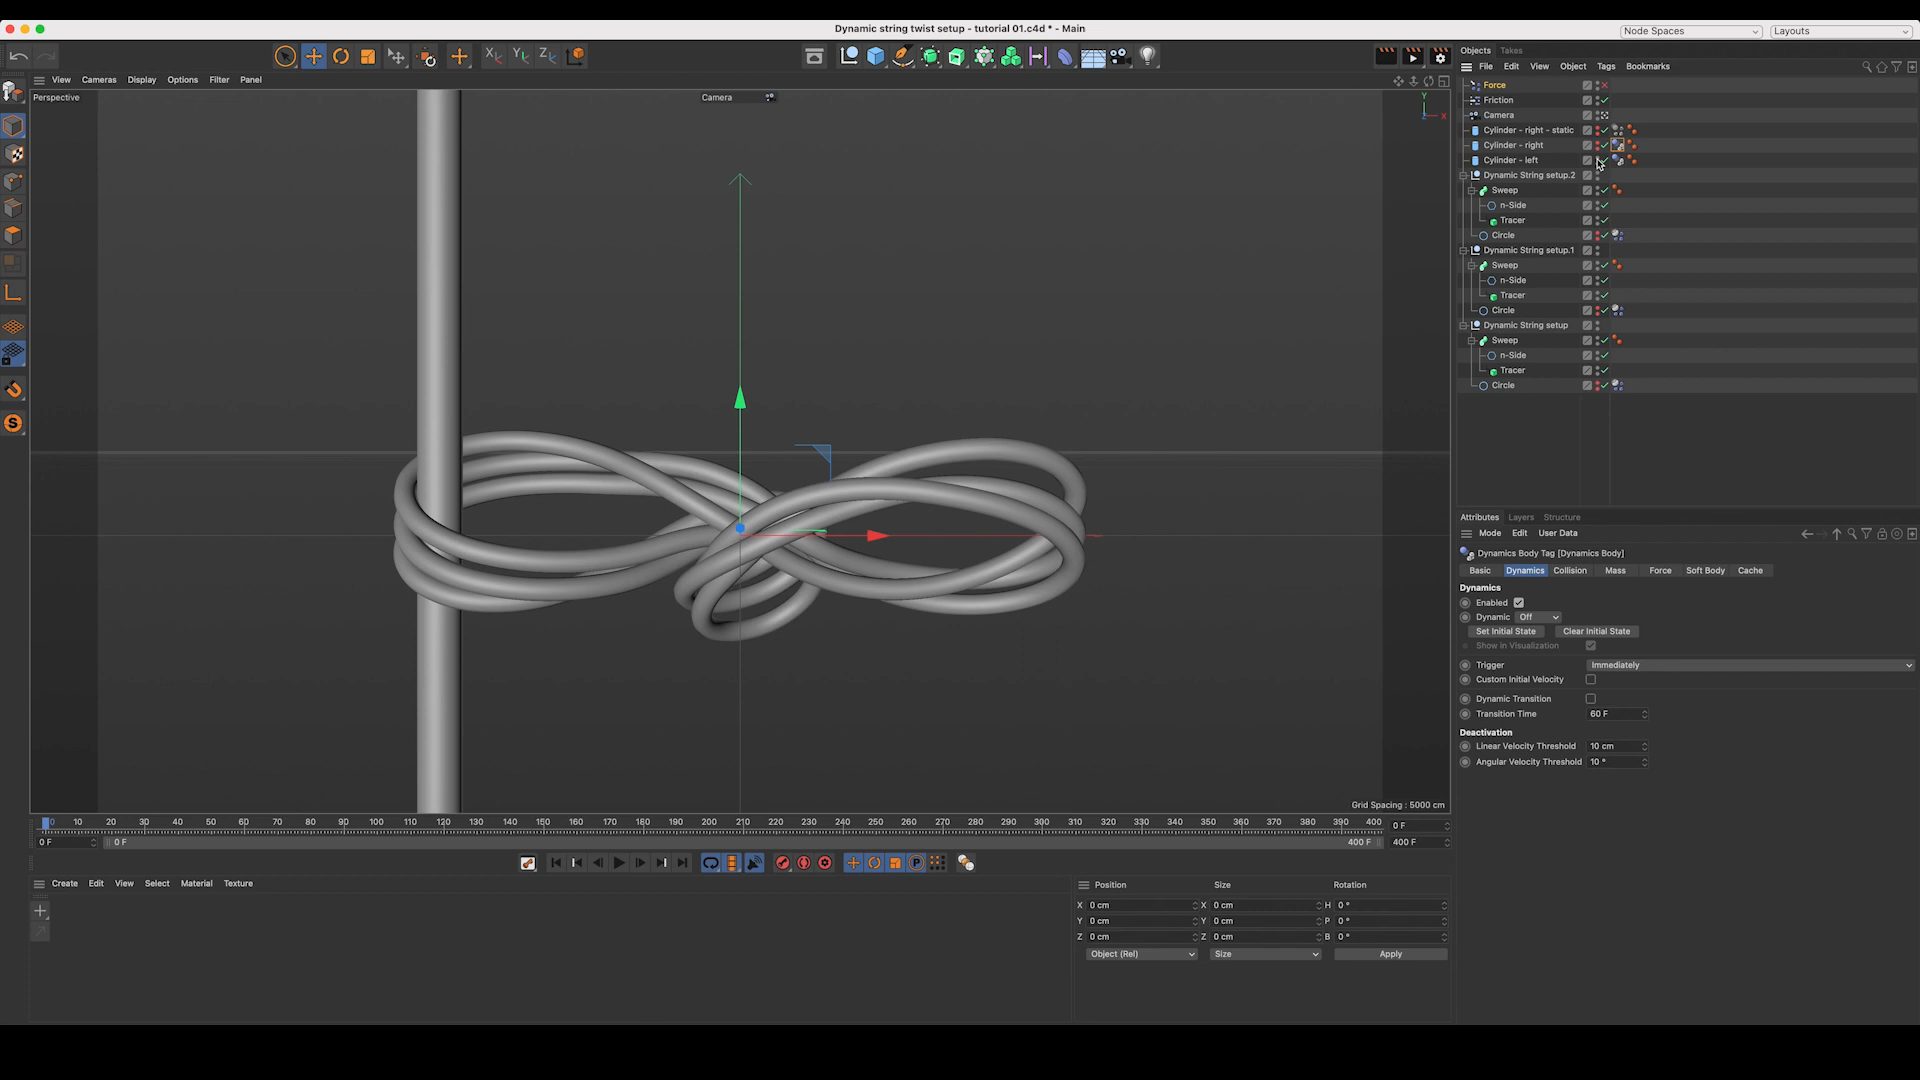 Dynamic string twist setup - tutorial 01.c4d * - Main
Node Spaces
Layouts
X Y Z
Objects Takes
File Edit View Object Tags Bookmarks
View Cameras Display Options Filter Panel
Perspective
Camera
Y
X
Force
Friction
Camera
Cylinder - right - static
Cylinder - right
Cylinder - left
Dynamic String setup.2
Sweep
n-Side
Tracer
Circle
Dynamic String setup.1
Sweep
n-Side
Tracer
Circle
Dynamic String setup
Sweep
n-Side
Tracer
Circle
Grid Spacing : 5000 cm
Attributes Layers Structure
Mode Edit User Data
Dynamics Body Tag [Dynamics Body]
Basic Dynamics Collision Mass Force Soft Body Cache
Dynamics
Enabled
Dynamic Off
Set Initial State Clear Initial State
Show in Visualization
Trigger Immediately
Custom Initial Velocity
Dynamic Transition
Transition Time 60 F
Deactivation
Linear Velocity Threshold 10 cm
Angular Velocity Threshold 10 °
0 10 20 30 40 50 60 70 80 90 100 110 120 130 140 150 160 170 180 190 200 210 220 230 240 250 260 270 280 290 300 310 320 330 340 350 360 370 380 390 400
0 F
0 F 0 F 400 F 400 F
Create Edit View Select Material Texture
Position Size Rotation
X 0 cm X 0 cm H 0 °
Y 0 cm Y 0 cm P 0 °
Z 0 cm Z 0 cm B 0 °
Object (Rel) Size Apply